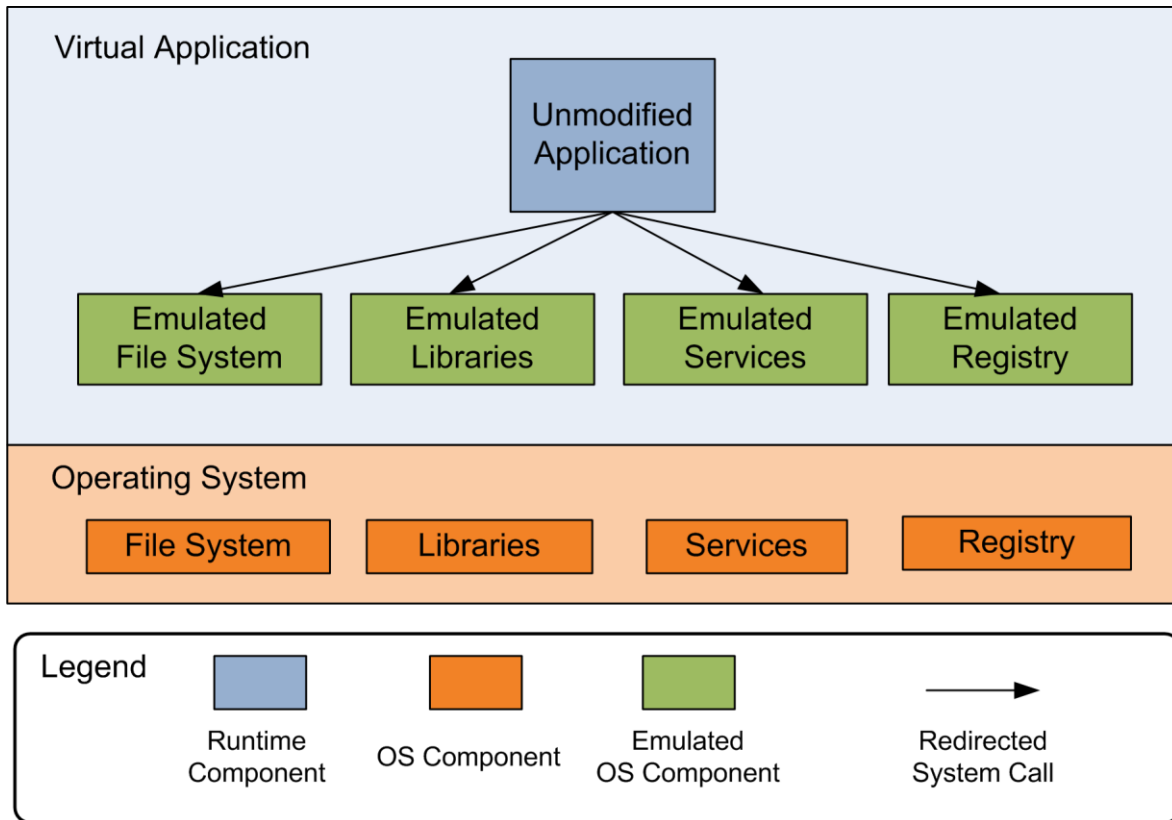 Virtual Application
Unmodified
Application
Emulated
File System
Emulated
Libraries
Emulated
Services
Emulated
Registry
Operating System
File System
Libraries
Services
Registry
Legend
Runtime
Component
OS Component
Emulated
OS Component
Redirected
System Call